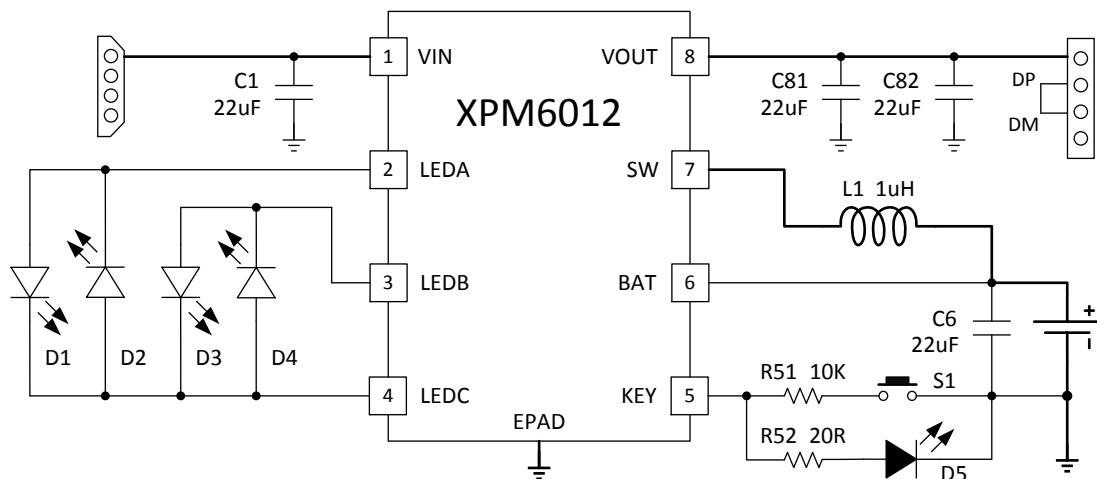 1 VIN
VOUT 8
C1
22uF
C81
22uF
C82
22uF
DP
DM
XPM6012
2 LEDA
SW 7
L1 1uH
3 LEDB
BAT 6
C6
22uF
+
D1 D2 D3 D4
R51 10K
S1
4 LEDC
KEY 5
EPAD
R52 20R
D5